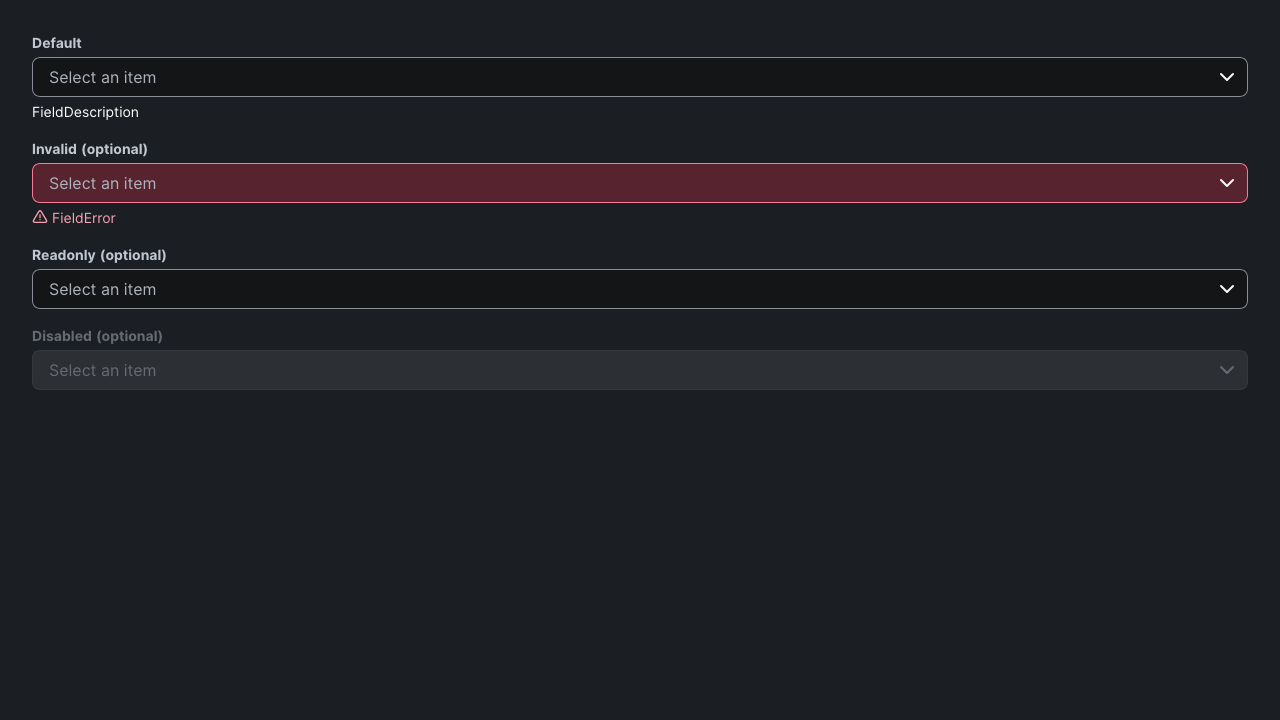 Default
Select an item
FieldDescription
Invalid (optional)
Select an item
FieldError
Readonly (optional)
Select an item
Disabled (optional)
Select an item